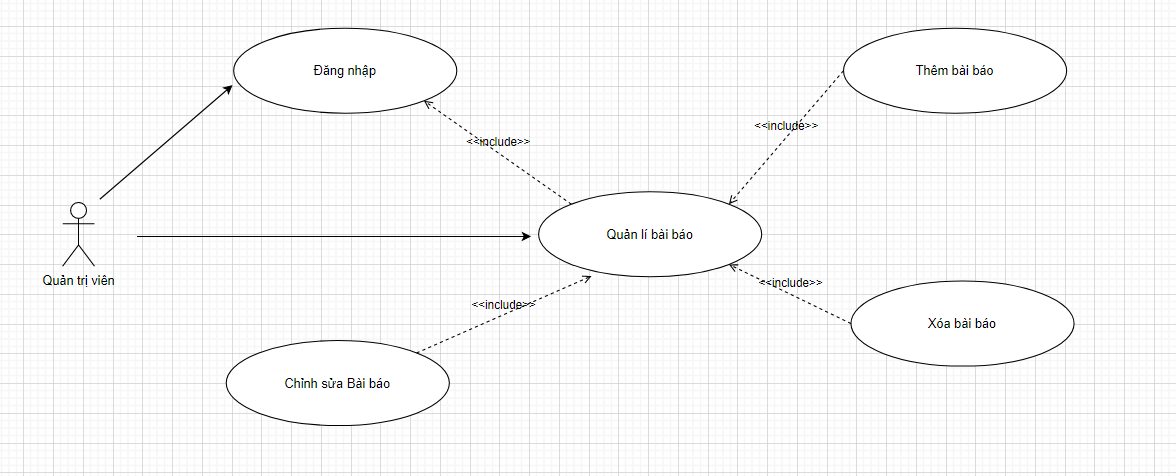 Đăng nhập
Thêm bài báo
<<include>>
<<include>>
Quản lí bài báo
Quản trị viên
<<include>>
<<include>>
Xóa bài báo
Chỉnh sửa Bài báo